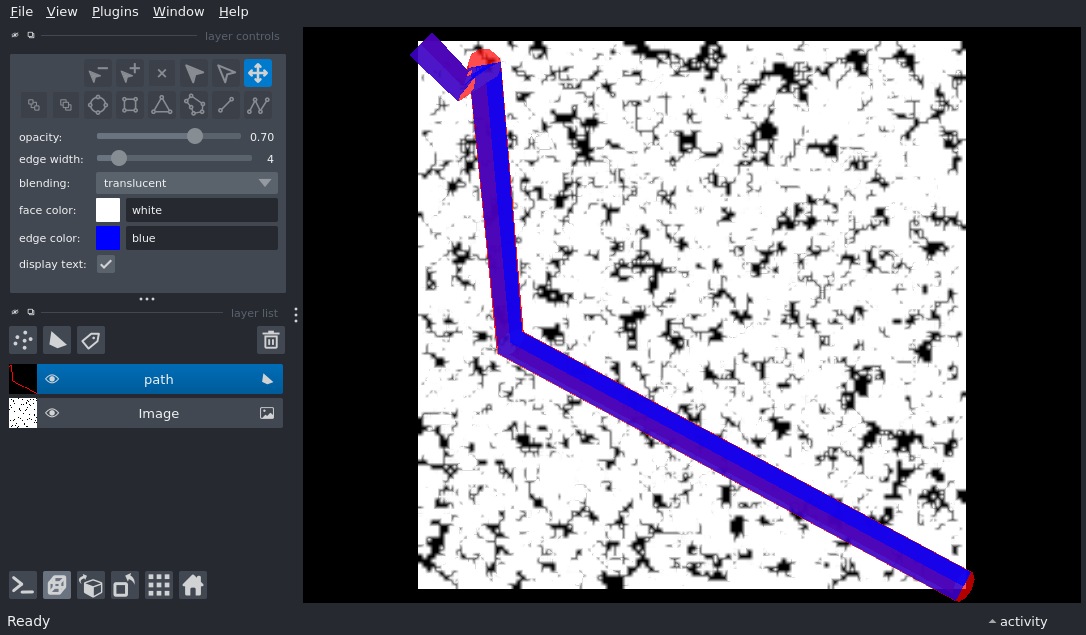 File View Plugins Window Help
layer controls
opacity: 0.70
edge width: 4
blending: translucent
face color: white
edge color: blue
display text:
layer list
path
Image
Ready
activity